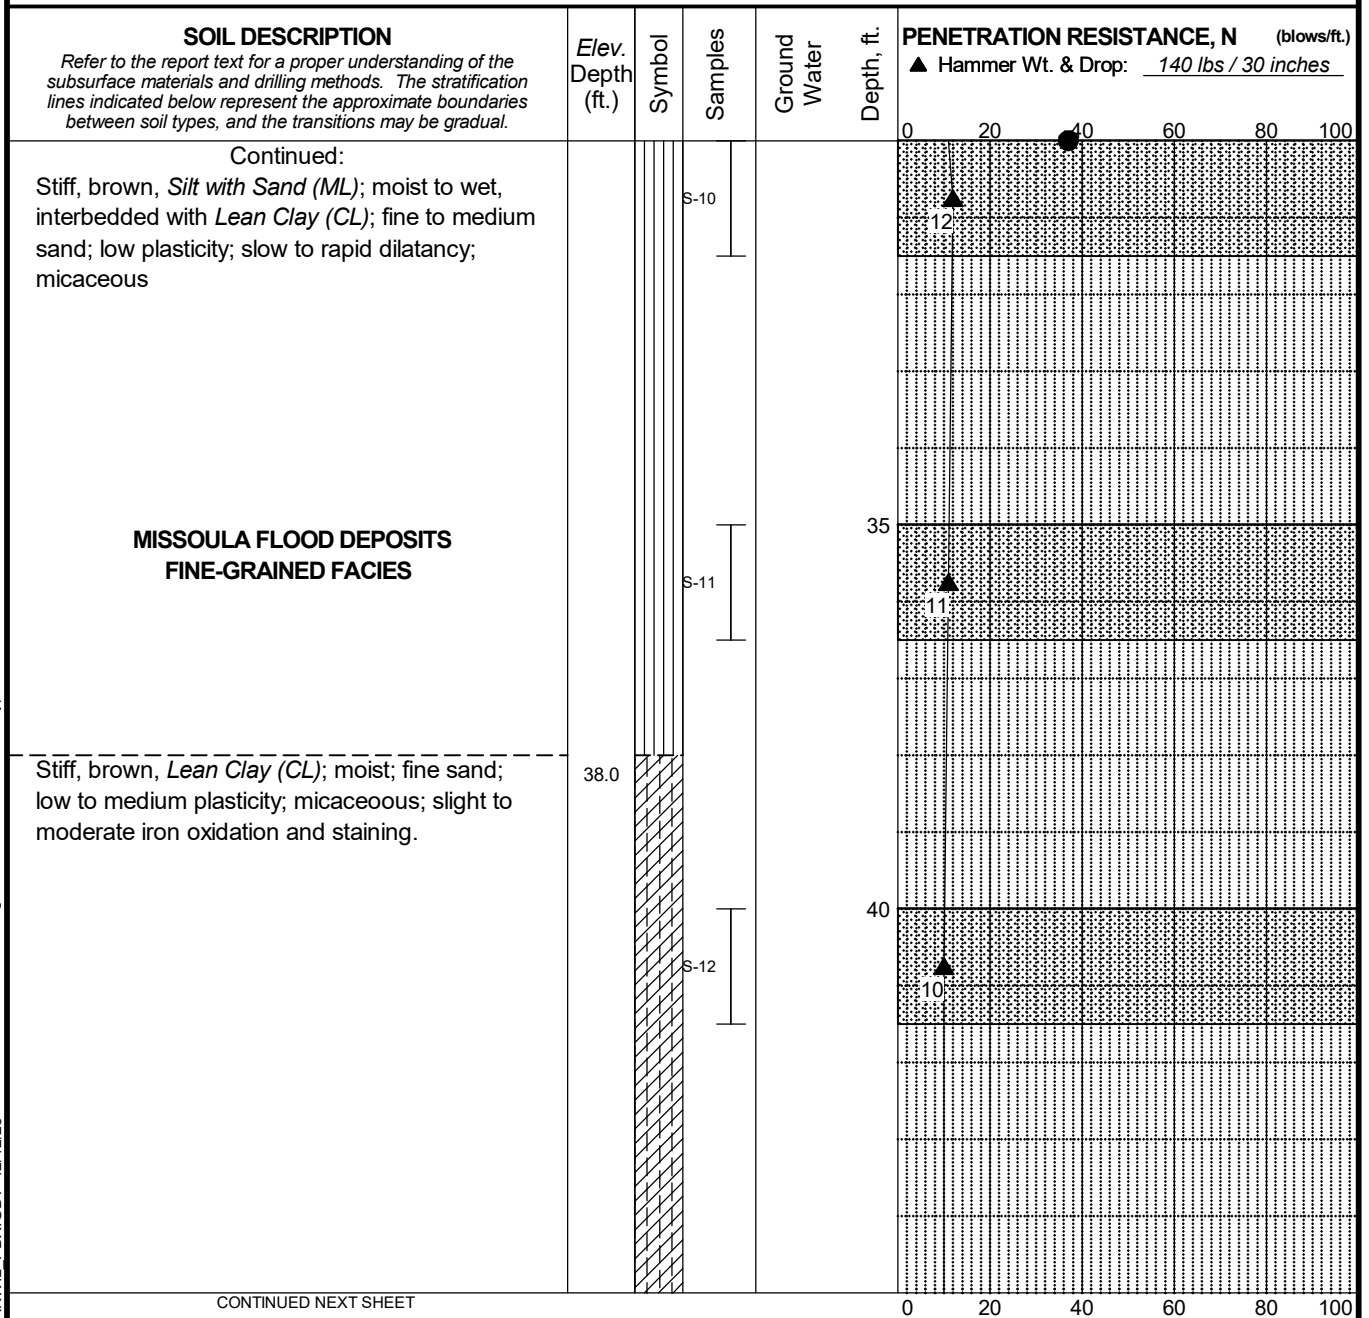 SOIL DESCRIPTION
Refer to the report text for a proper understanding of the
subsurface materials and drilling methods. The stratification
lines indicated below represent the approximate boundaries
between soil types, and the transitions may be gradual.
Elev.
Depth
(ft.)
Symbol
Samples
Ground
Water
Depth, ft.
PENETRATION RESISTANCE, N (blows/ft.)
▲ Hammer Wt. & Drop: 140 lbs / 30 inches
0 20 40 60 80 100
Continued:
Stiff, brown, Silt with Sand (ML); moist to wet,
interbedded with Lean Clay (CL); fine to medium
sand; low plasticity; slow to rapid dilatancy;
micaceous
S-10
12
MISSOULA FLOOD DEPOSITS
FINE-GRAINED FACIES
S-11
35
11
Stiff, brown, Lean Clay (CL); moist; fine sand;
low to medium plasticity; micaceoous; slight to
moderate iron oxidation and staining.
38.0
S-12
40
10
CONTINUED NEXT SHEET
0 20 40 60 80 100